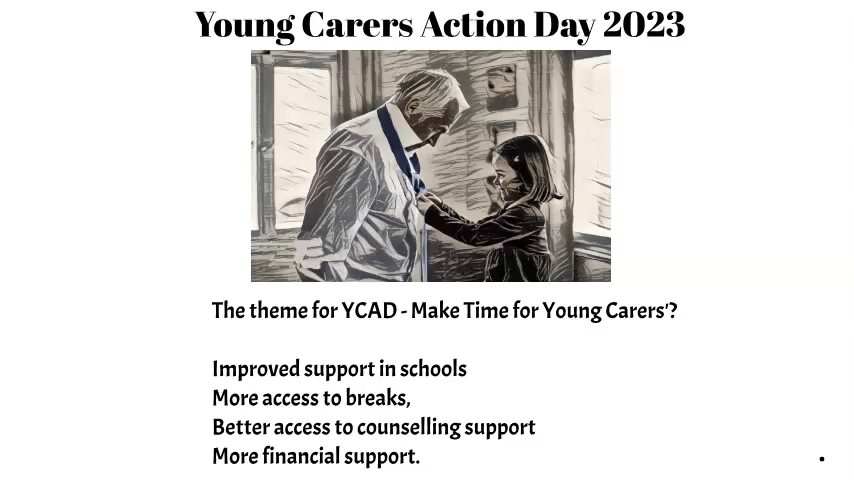 Young Carers Action Day 2023
The theme for YCAD - Make Time for Young Carers'?
Improved support in schools
More access to breaks,
Better access to counselling support
More financial support.
.